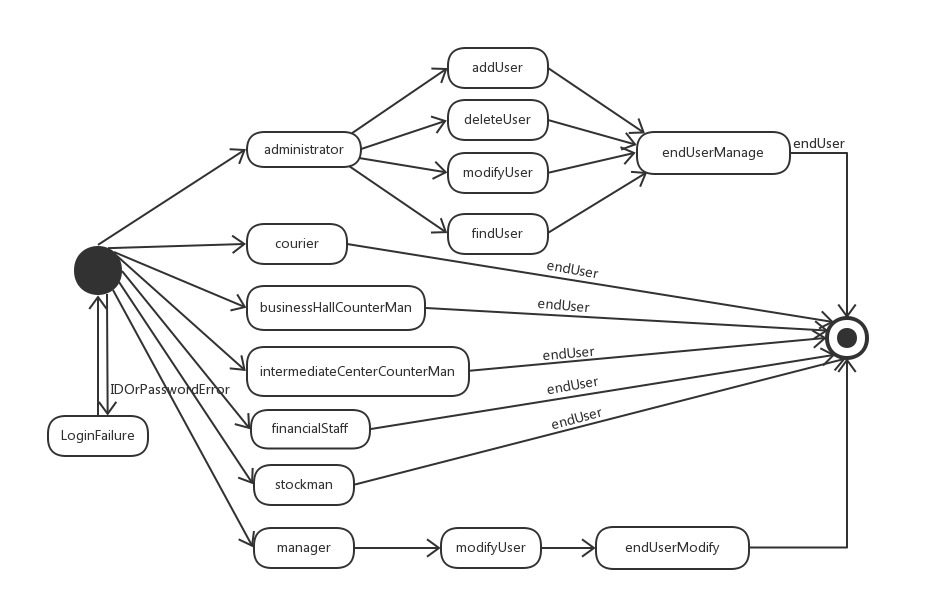 addUser
deleteUser
administrator
endUserManage
endUser
modifyUser
findUser
courier
endUser
businessHallCounterMan
endUser
intermediateCenterCounterMan
endUser
IDOrPasswordError
endUser
LoginFailure
financialStaff
endUser
stockman
manager
modifyUser
endUserModify